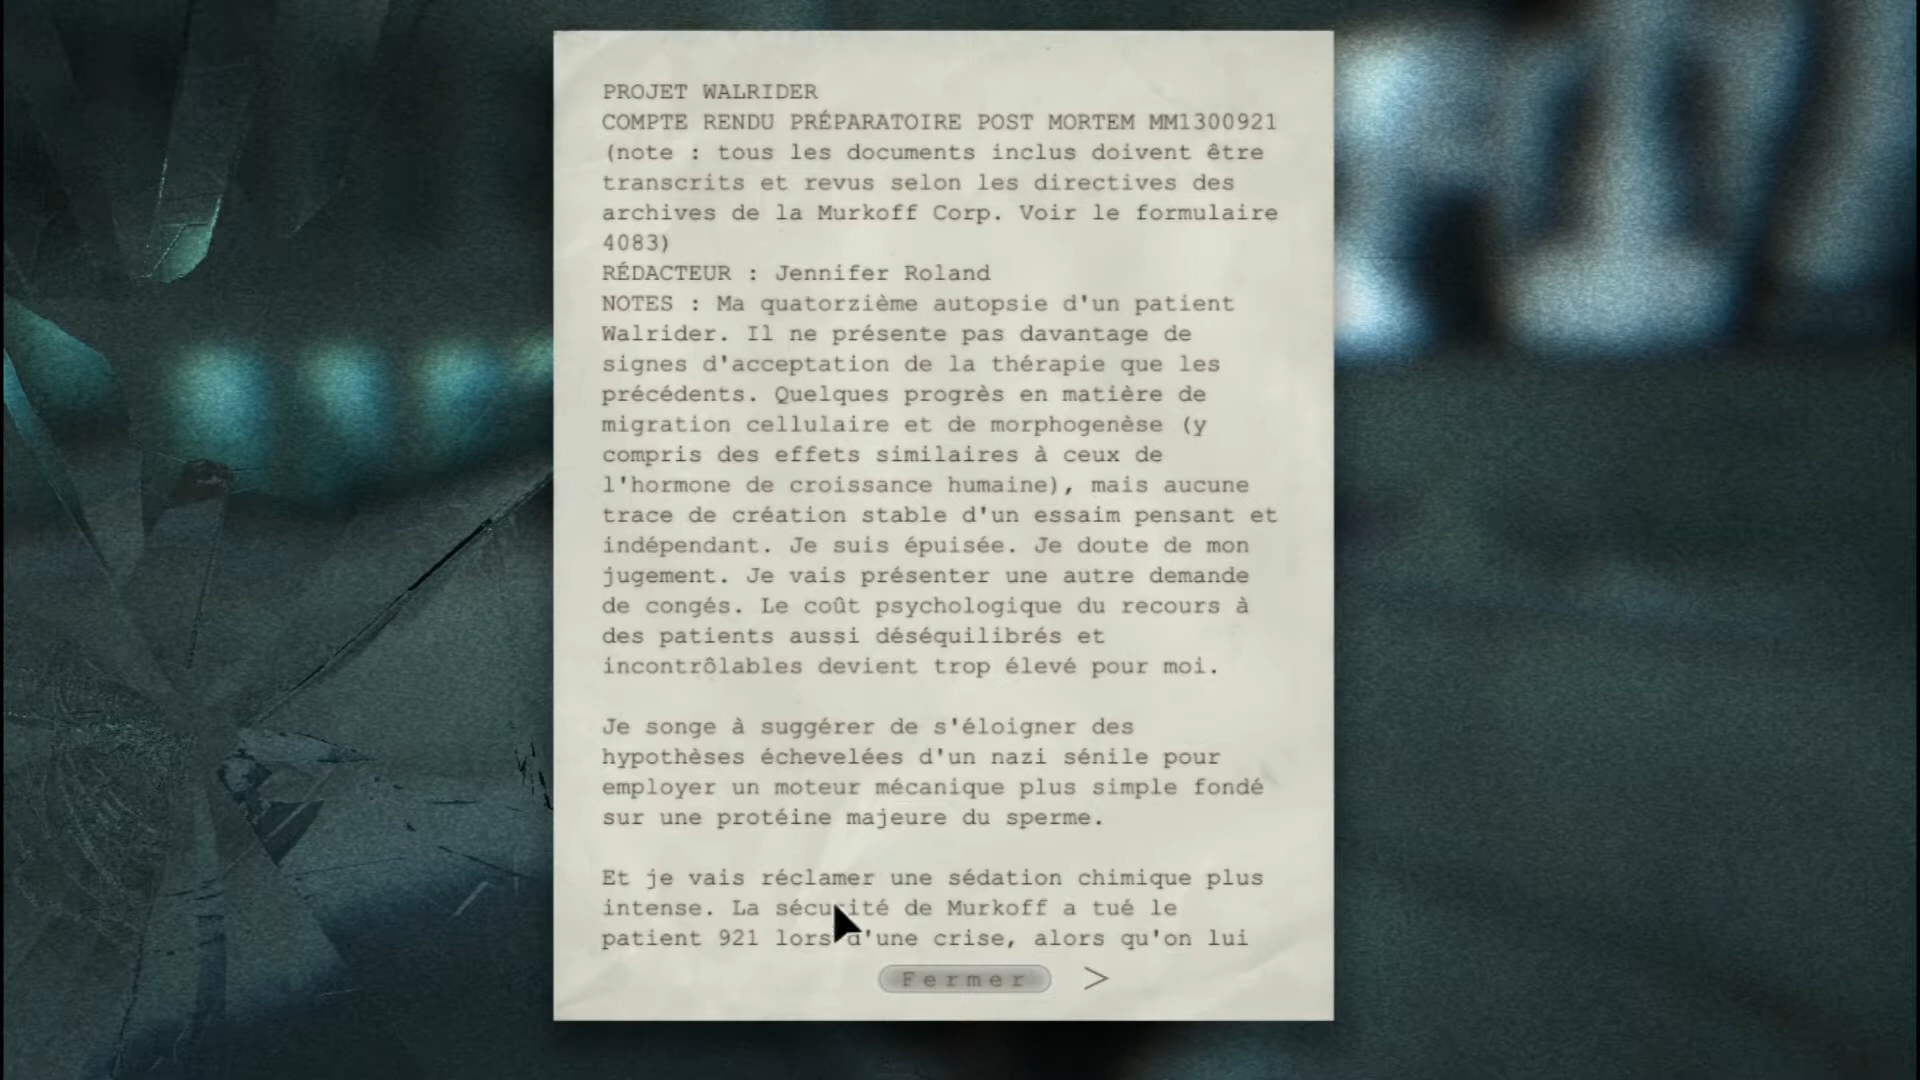 PROJET WALRIDER
COMPTE RENDU PRÉPARATOIRE POST MORTEM MM1300921
(note : tous les documents inclus doivent être
transcrits et revus selon les directives des
archives de la Murkoff Corp. Voir le formulaire
4083)
RÉDACTEUR : Jennifer Roland
NOTES : Ma quatorzième autopsie d'un patient
Walrider. Il ne présente pas davantage de
signes d'acceptation de la thérapie que les
précédents. Quelques progrès en matière de
migration cellulaire et de morphogenèse (y
compris des effets similaires à ceux de
l'hormone de croissance humaine), mais aucune
trace de création stable d'un essaim pensant et
indépendant. Je suis épuisée. Je doute de mon
jugement. Je vais présenter une autre demande
de congés. Le coût psychologique du recours à
des patients aussi déséquilibrés et
incontrôlables devient trop élevé pour moi.
Je songe à suggérer de s'éloigner des
hypothèses échevelées d'un nazi sénile pour
employer un moteur mécanique plus simple fondé
sur une protéine majeure du sperme.
Et je vais réclamer une sédation chimique plus
intense. La sécurité de Murkoff a tué le
patient 921 lors d'une crise, alors qu'on lui
Fermer >